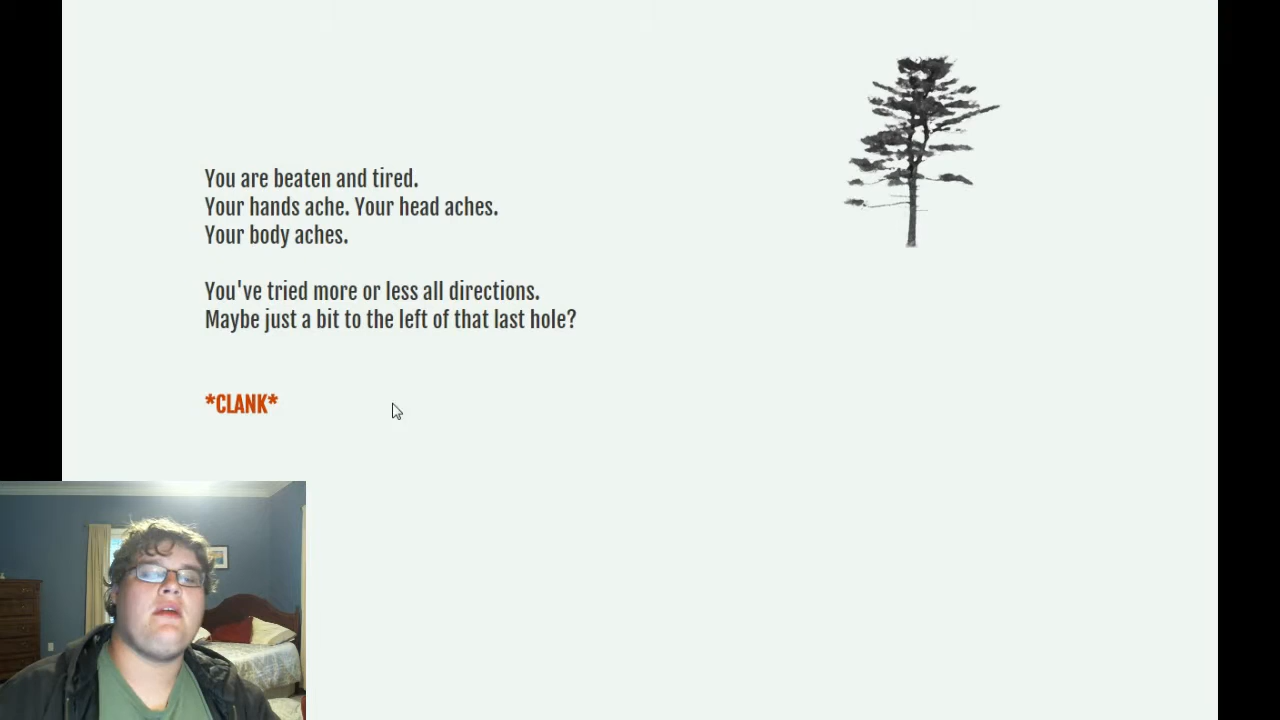 You are beaten and tired.
Your hands ache. Your head aches.
Your body aches.
You've tried more or less all directions.
Maybe just a bit to the left of that last hole?
*CLANK*